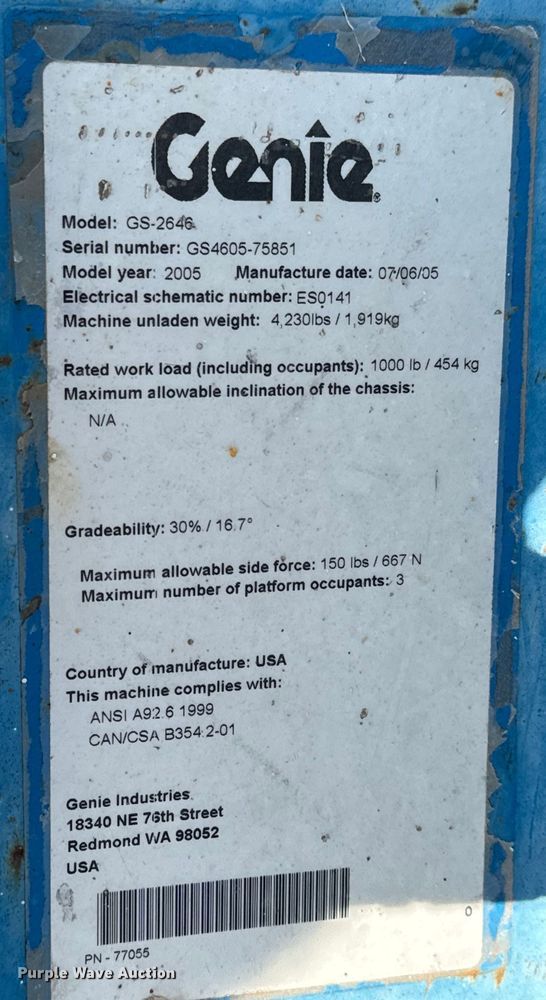 Genie
Model: GS-2646
Serial number: GS4605-75851
Model year: 2005 Manufacture date: 07/06/05
Electrical schematic number: ES0141
Machine unladen weight: 4,230lbs / 1,919kg
Rated work load (including occupants): 1000 lb / 454 kg
Maximum allowable inclination of the chassis:
N/A
Gradeability: 30% / 16.7°
Maximum allowable side force: 150 lbs / 667 N
Maximum number of platform occupants: 3
Country of manufacture: USA
This machine complies with:
ANSI A92.6 1999
CAN/CSA B354.2-01
Genie Industries
18340 NE 76th Street
Redmond WA 98052
USA
0
PN - 77055
Purple Wave Auction